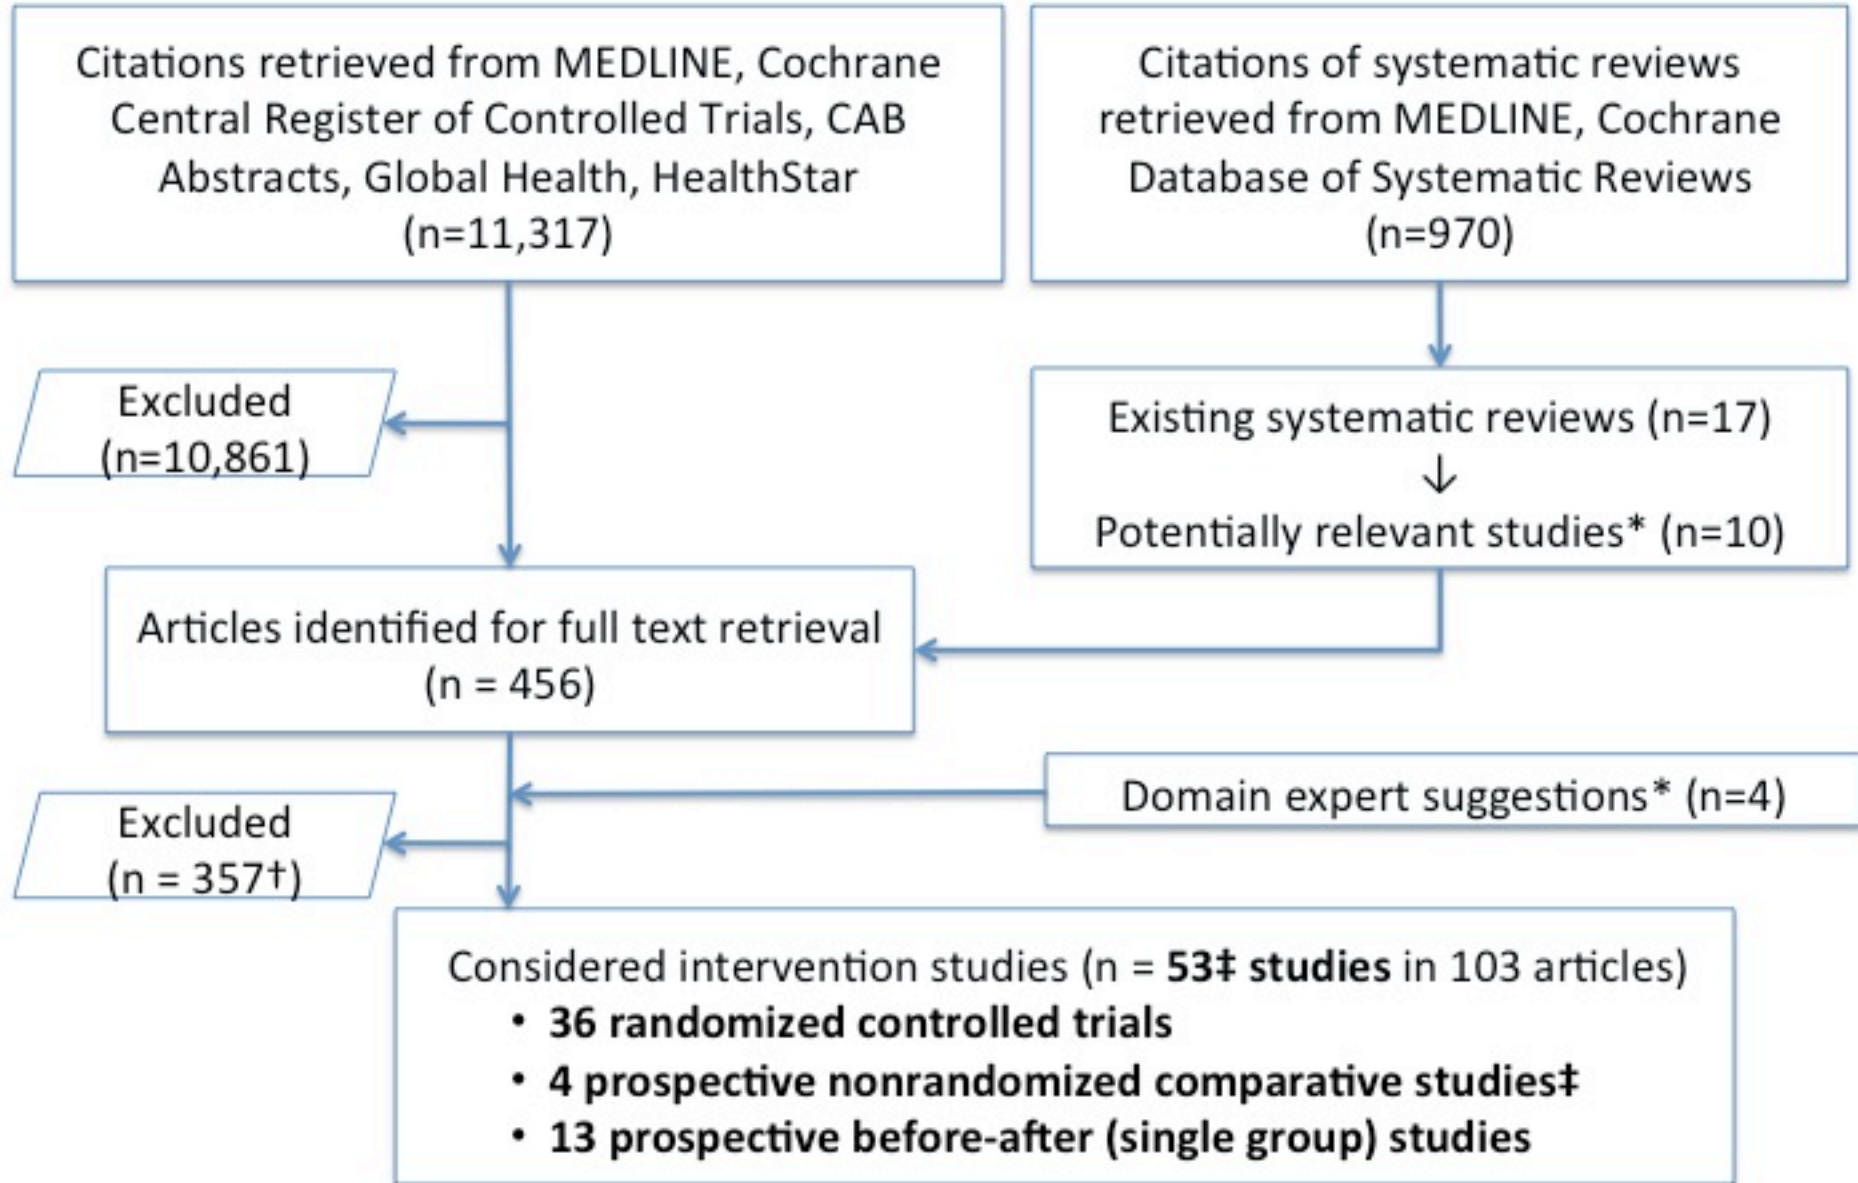 Citations retrieved from MEDLINE, Cochrane
Central Register of Controlled Trials, CAB
Abstracts, Global Health, HealthStar
(n=11,317)
Citations of systematic reviews
retrieved from MEDLINE, Cochrane
Database of Systematic Reviews
(n=970)
Excluded
(n=10,861)
Existing systematic reviews (n=17)
↓
Potentially relevant studies* (n=10)
Articles identified for full text retrieval
(n = 456)
Domain expert suggestions* (n=4)
Excluded
(n = 357†)
Considered intervention studies (n = 53‡ studies in 103 articles)
• 36 randomized controlled trials
• 4 prospective nonrandomized comparative studies‡
• 13 prospective before-after (single group) studies